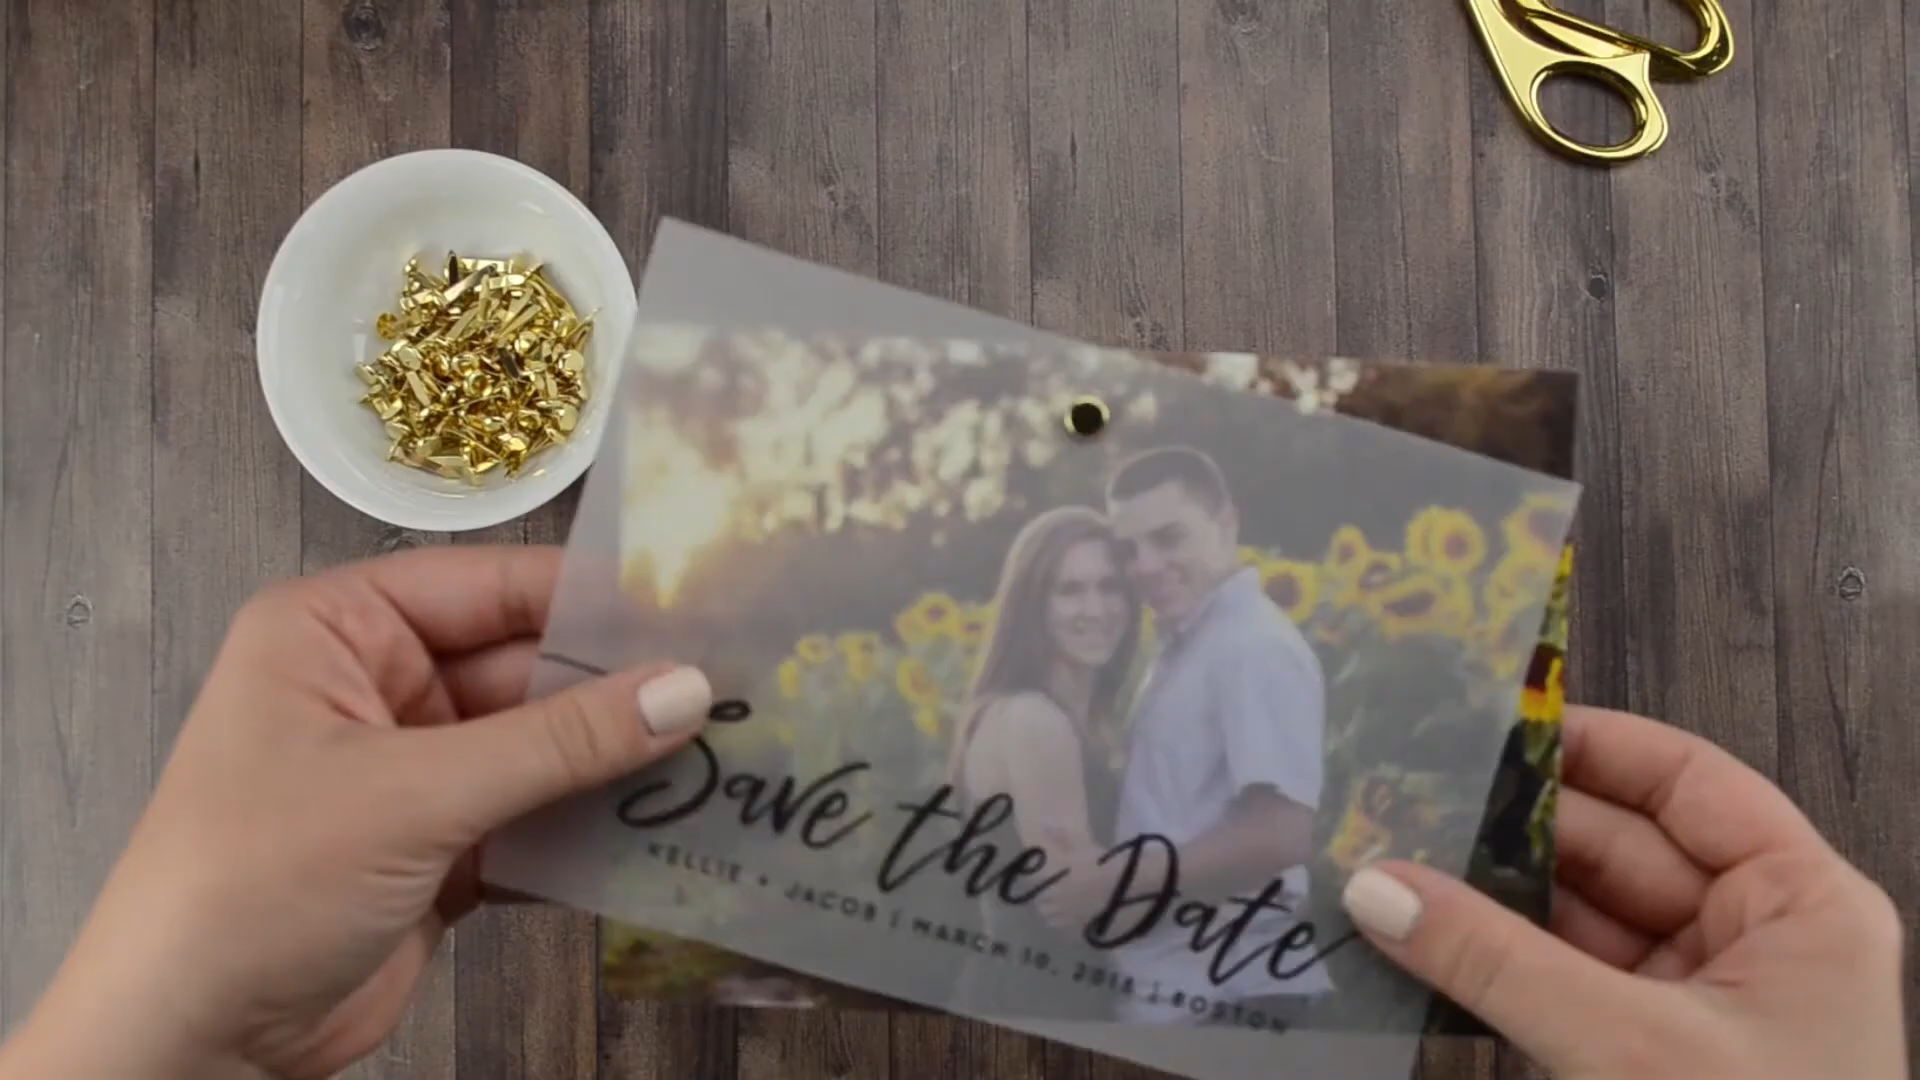 Save the Date
KELLIE + JACOB | MARCH 10, 2018 | BOSTON